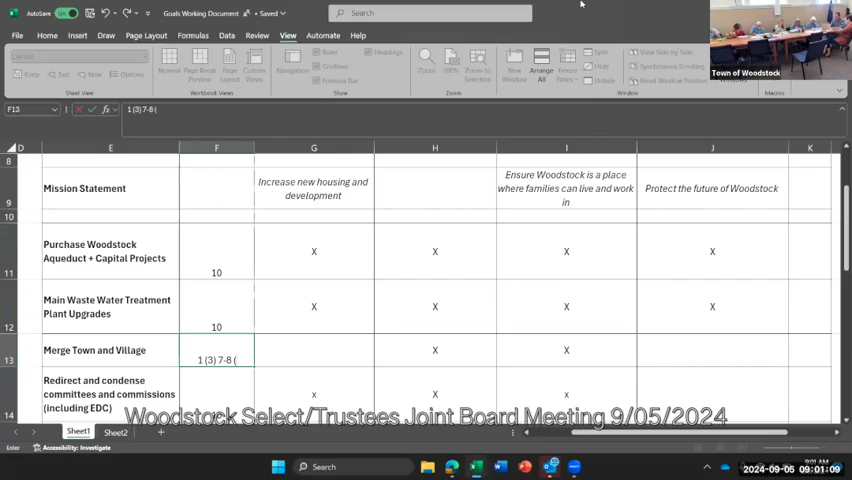 AutoSave On Goals Working Document • Saved Search
File Home Insert Draw Page Layout Formulas Data Review View Automate Help
Default
Keep Exit New Options
Normal Page Break Preview Page Layout Custom Views
Navigation
Ruler
Gridlines
Formula Bar
Headings
Zoom 100% Zoom to Selection
New Window Arrange All Freeze Panes
Split
Hide
Unhide
View Side by Side
Synchronous Scrolling
Reset Window Position
Sheet View Workbook Views Show Zoom Window Macros
Town of Woodstock
F13 fx 1 (3) 7-8 (
D E F G H I J K
8
9 Mission Statement
Increase new housing and development
Ensure Woodstock is a place where families can live and work in
Protect the future of Woodstock
10
11 Purchase Woodstock Aqueduct + Capital Projects 10 X X X X
12 Main Waste Water Treatment Plant Upgrades 10 X X X X
13 Merge Town and Village 1 (3) 7-8 ( X X
14 Redirect and condense committees and commissions (including EDC) x X x
Woodstock Select/Trustees Joint Board Meeting 9/05/2024
Sheet1 Sheet2 +
Enter Accessibility: Investigate
Search
2024-09-05 09:01:09